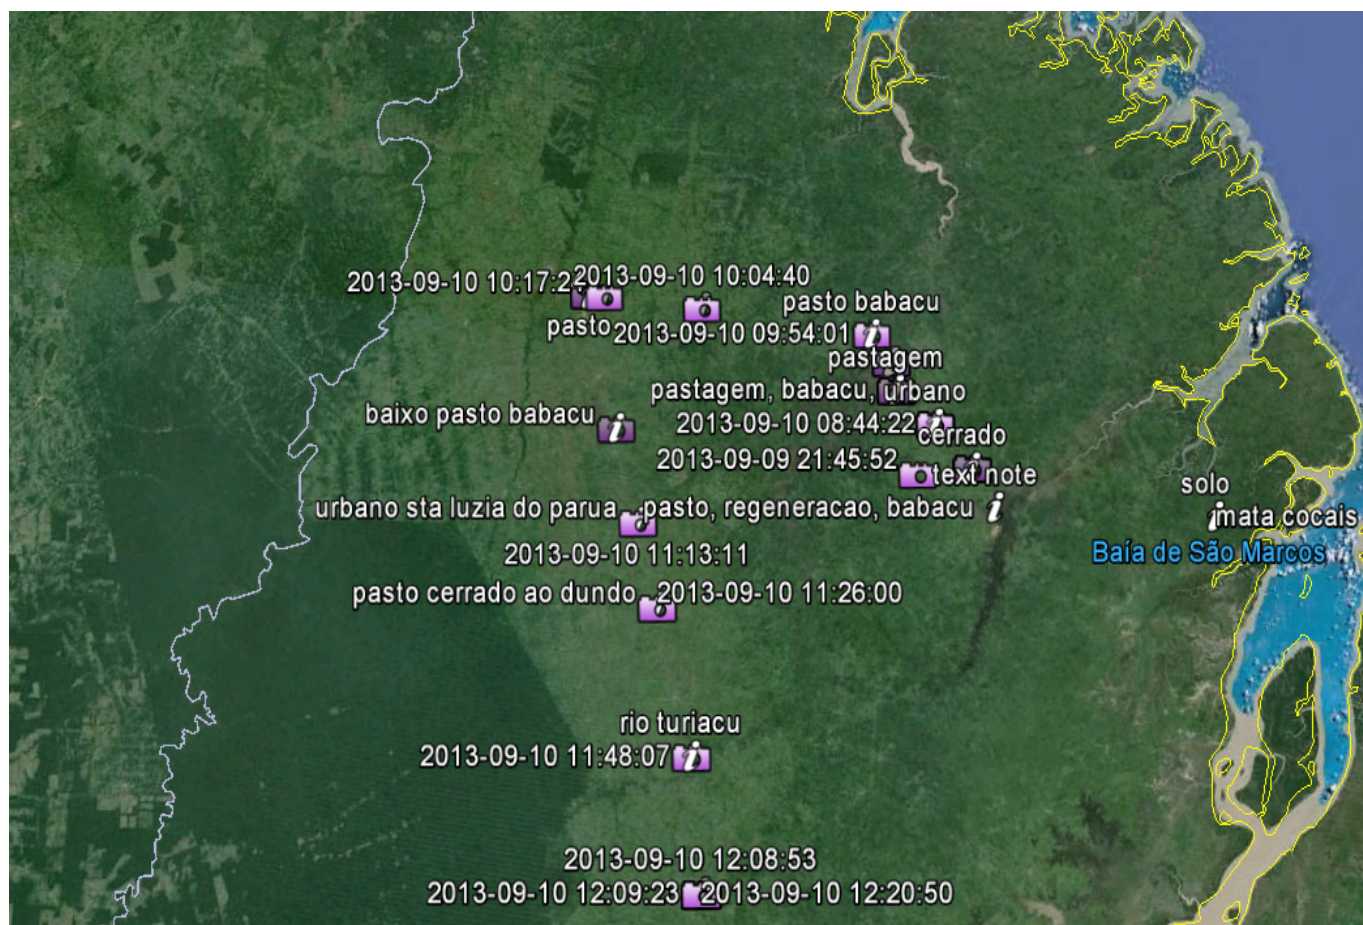 2013-09-10 10:04:40
2013-09-10 10:17:2
pasto babacu
pasto
2013-09-10 09:54:01
pastagem
pastagem, babacu, urbano
baixo pasto babacu
2013-09-10 08:44:22
cerrado
2013-09-09 21:45:52
text note
solo
urbano sta luzia do parua
pasto, regeneracao, babacu
mata cocais
2013-09-10 11:13:11
Baía de São Marcos
pasto cerrado ao dundo
2013-09-10 11:26:00
rio turiacu
2013-09-10 11:48:07
2013-09-10 12:08:53
2013-09-10 12:09:23
2013-09-10 12:20:50